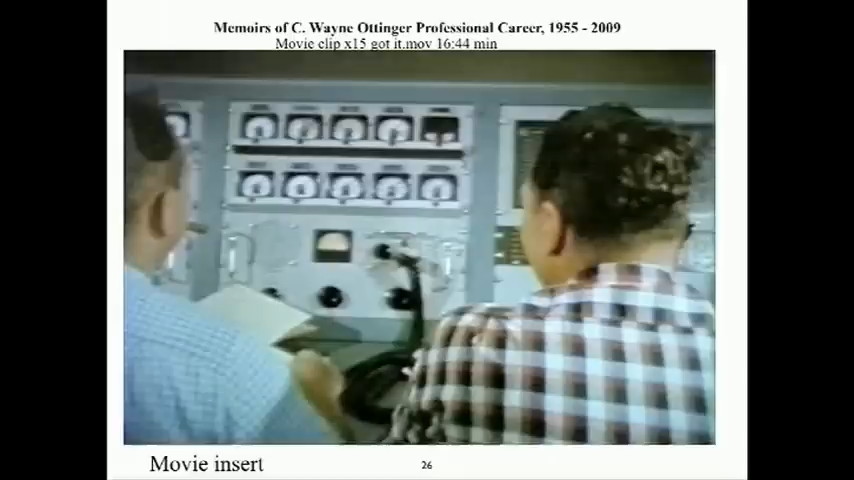 Memoirs of C. Wayne Ottinger Professional Career, 1955 - 2009
Movie clip x15 got it.mov 16:44 min
Movie insert
26